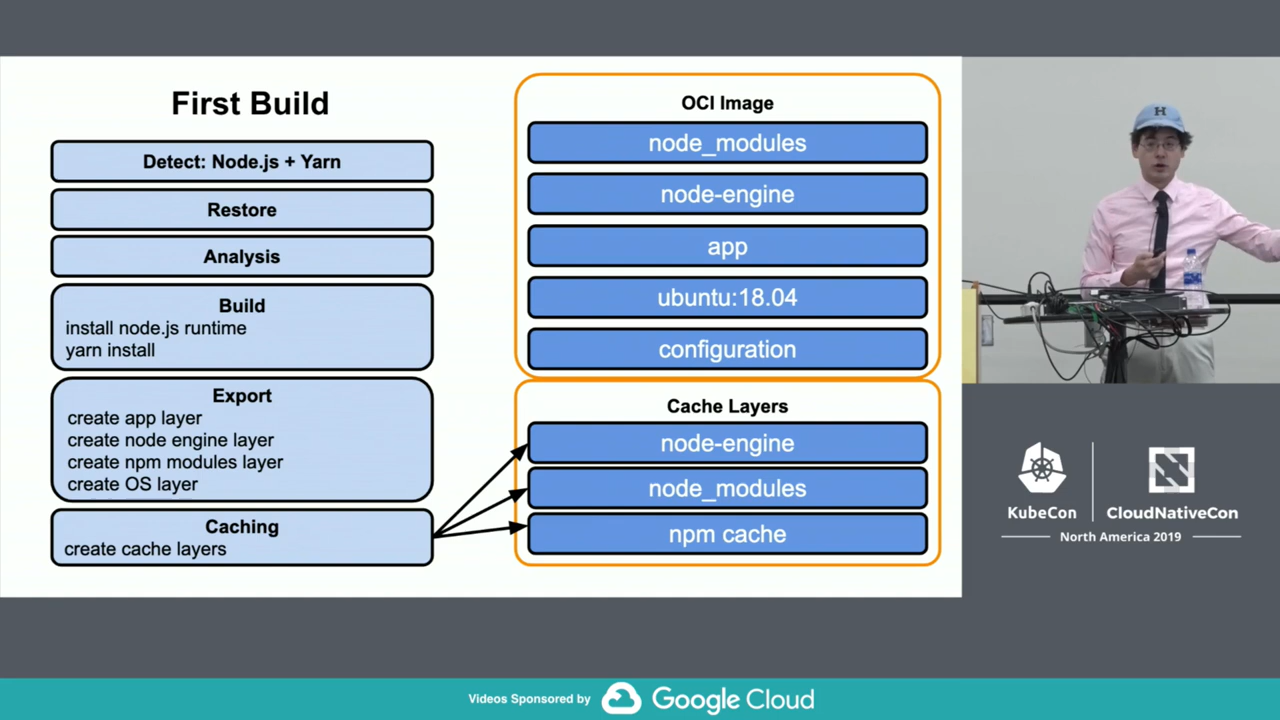 First Build
Detect: Node.js + Yarn
Restore
Analysis
Build
install node.js runtime
yarn install
Export
create app layer
create node engine layer
create npm modules layer
create OS layer
Caching
create cache layers
OCI Image
node_modules
node-engine
app
ubuntu:18.04
configuration
Cache Layers
node-engine
node_modules
npm cache
H
KubeCon
CloudNativeCon
North America 2019
Videos Sponsored by
Google Cloud